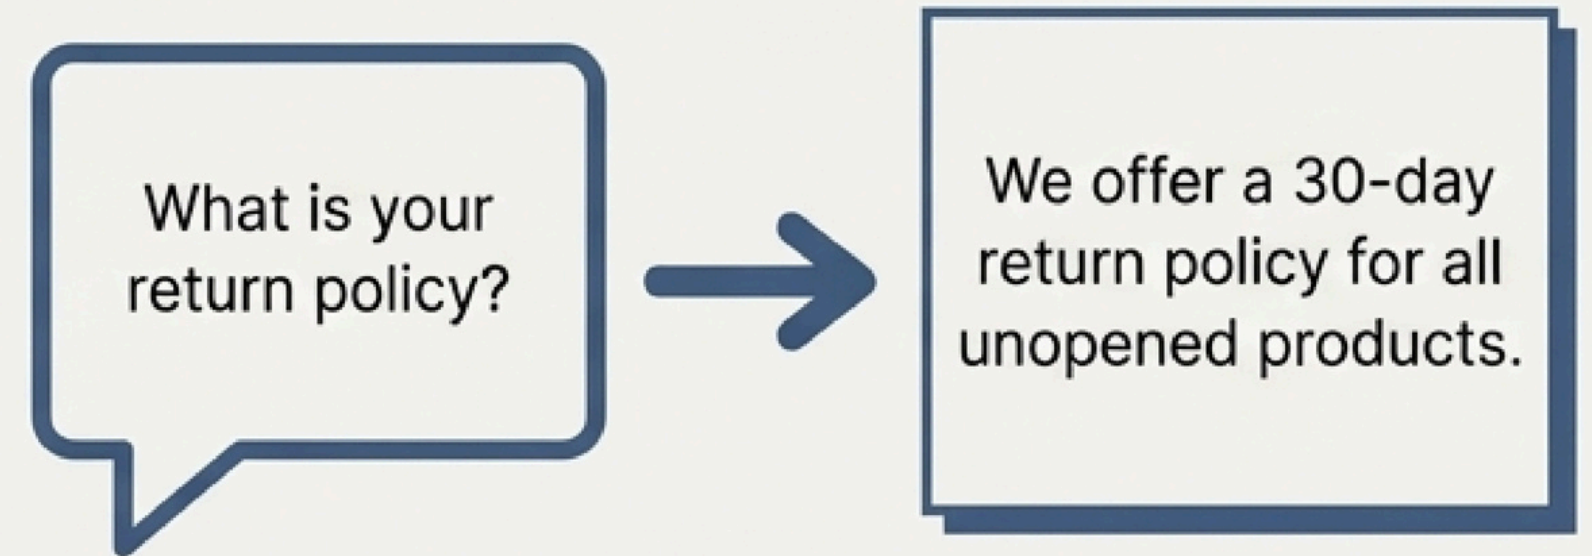 What is your
return policy?
We offer a 30-day
return policy for all
unopened products.